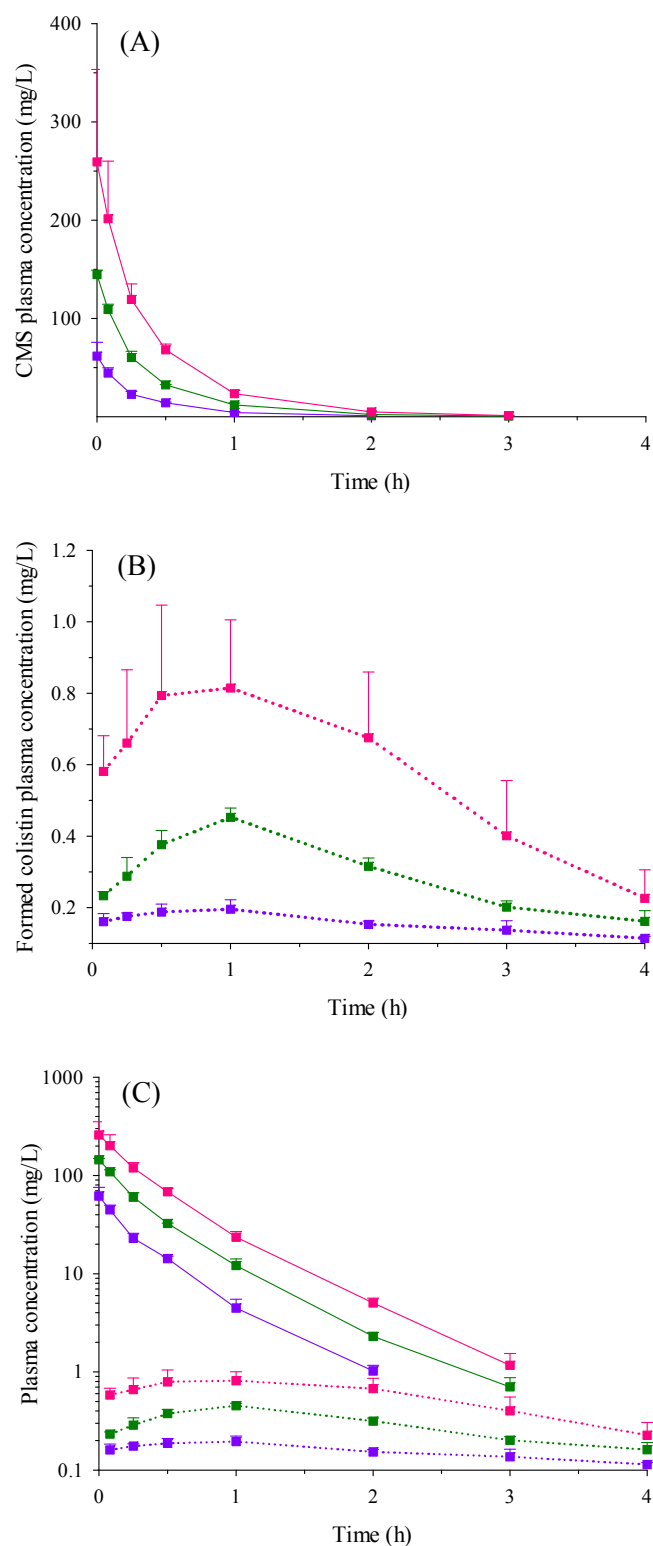 (A)
CMS plasma concentration (mg/L)
400
300
200
100
0 1 2 3 4
Time (h)
(B)
Formed colistin plasma concentration (mg/L)
1.2
1.0
0.8
0.6
0.4
0.2
0 1 2 3 4
Time (h)
(C)
Plasma concentration (mg/L)
1000
100
10
1
0.1
0 1 2 3 4
Time (h)